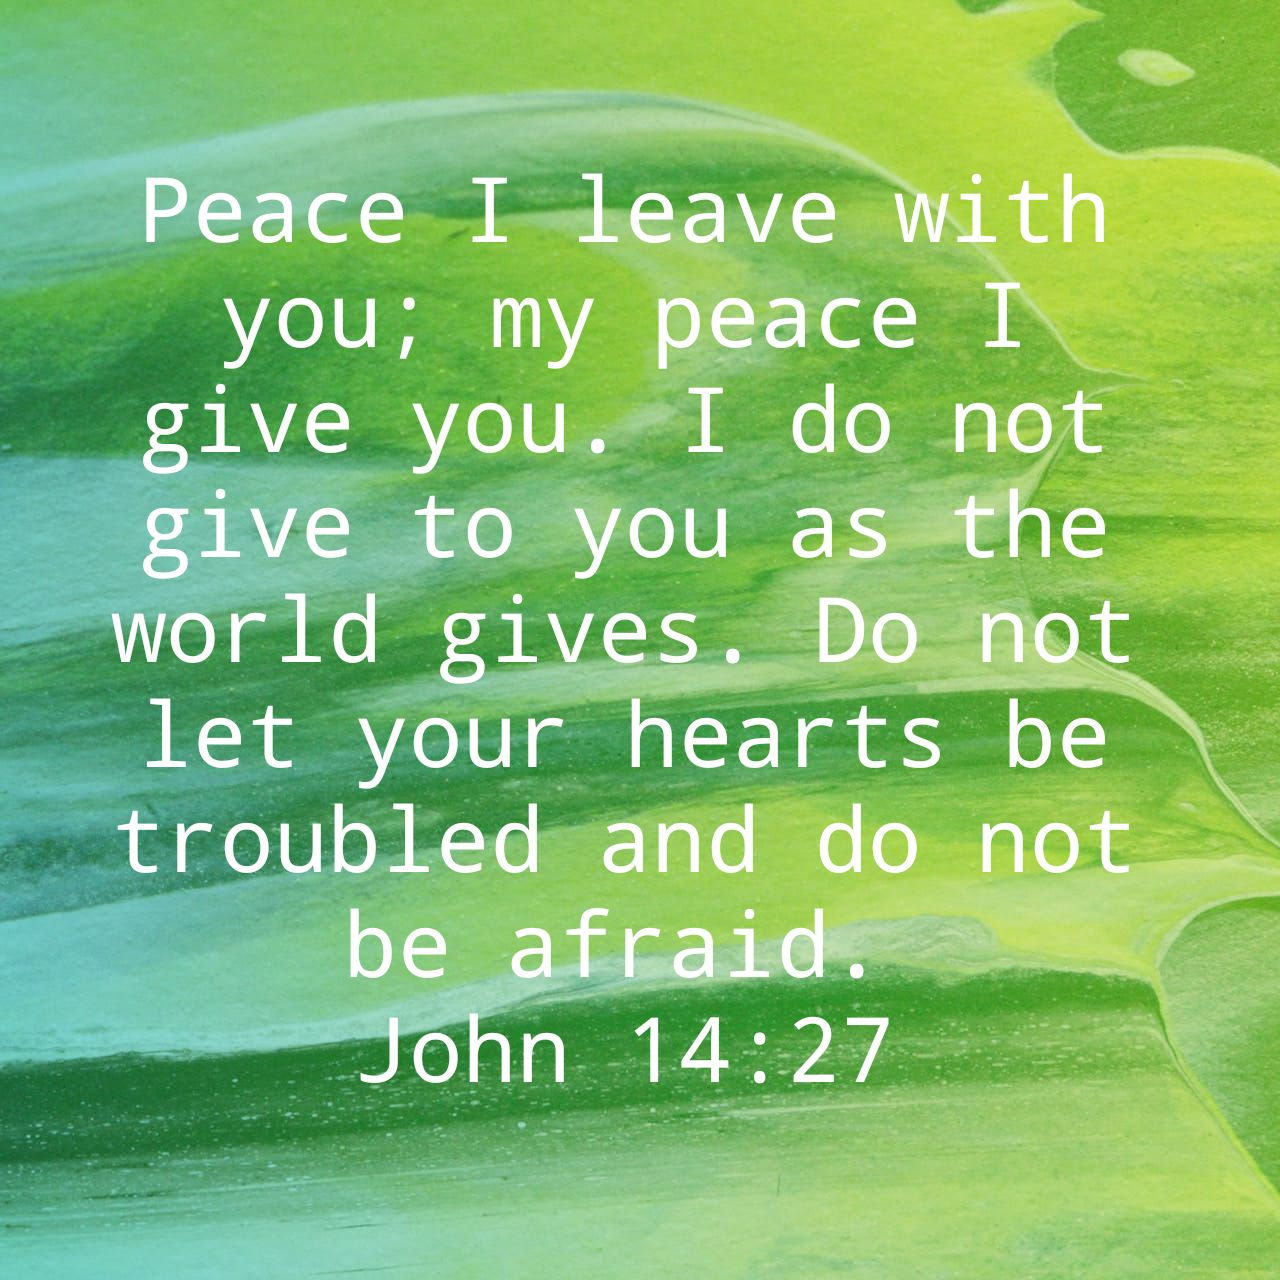 Peace I leave with
you; my peace I
give you. I do not
give to you as the
world gives. Do not
let your hearts be
troubled and do not
be afraid.
John 14:27